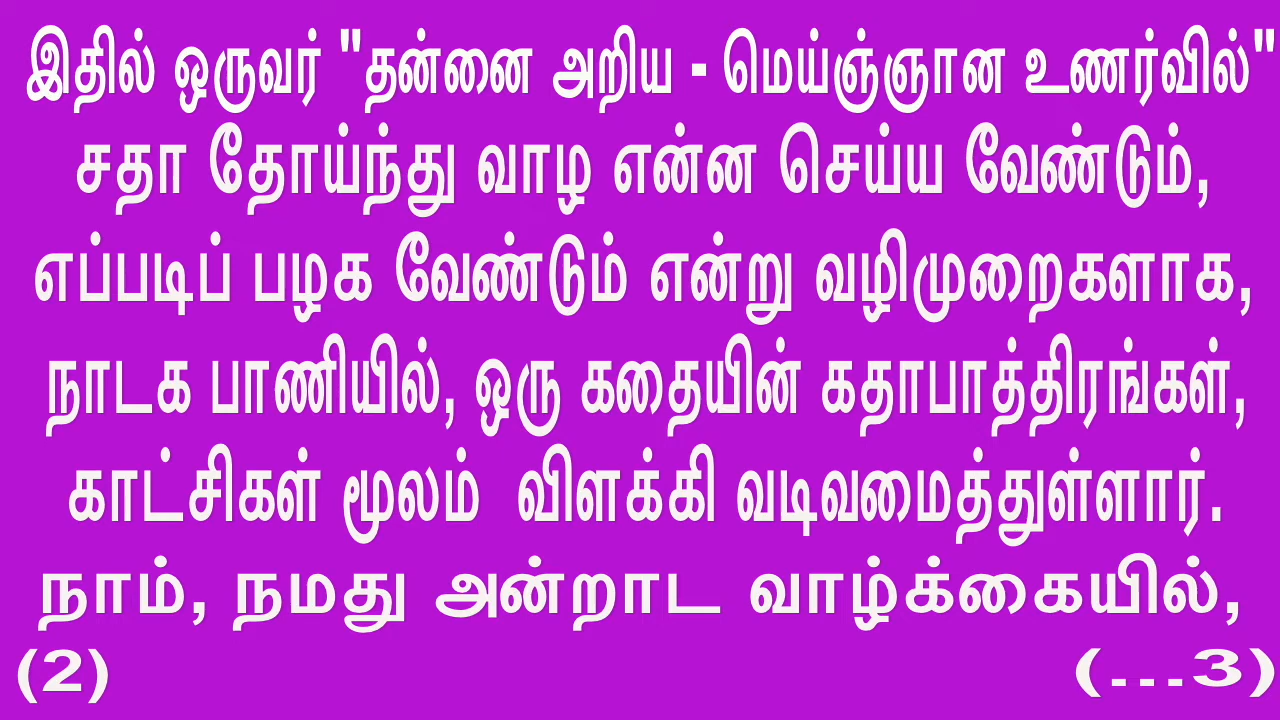 இதில் ஒருவர் "தன்னை அறிய - மெய்ஞ்ஞான உணர்வில்"
சதா தோய்ந்து வாழ என்ன செய்ய வேண்டும்,
எப்படிப் பழக வேண்டும் என்று வழிமுறைகளாக,
நாடக பாணியில், ஒரு கதையின் கதாபாத்திரங்கள்,
காட்சிகள் மூலம் விளக்கி வடிவமைத்துள்ளார்.
நாம், நமது அன்றாட வாழ்க்கையில்,
(2) (...3)